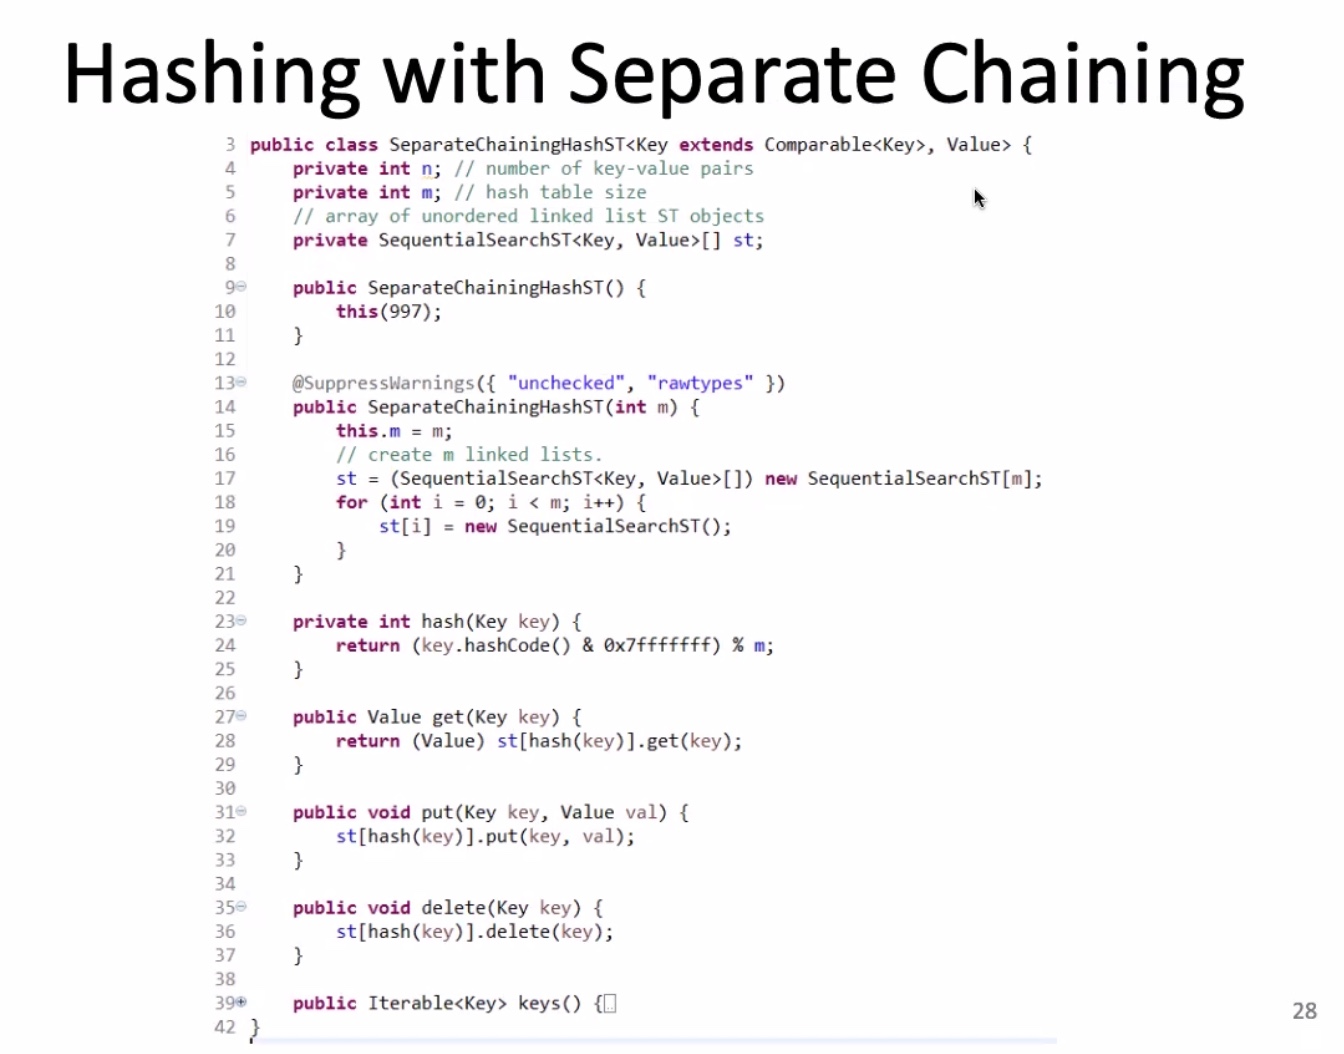 Hashing with Separate Chaining
3 public class SeparateChainingHashST<Key extends Comparable<Key>, Value> {
4     private int n; // number of key-value pairs
5     private int m; // hash table size
6     // array of unordered linked list ST objects
7     private SequentialSearchST<Key, Value>[] st;
8
9     public SeparateChainingHashST() {
10         this(997);
11     }
12
13     @SuppressWarnings({ "unchecked", "rawtypes" })
14     public SeparateChainingHashST(int m) {
15         this.m = m;
16         // create m linked lists.
17         st = (SequentialSearchST<Key, Value>[]) new SequentialSearchST[m];
18         for (int i = 0; i < m; i++) {
19             st[i] = new SequentialSearchST();
20         }
21     }
22
23     private int hash(Key key) {
24         return (key.hashCode() & 0x7fffffff) % m;
25     }
26
27     public Value get(Key key) {
28         return (Value) st[hash(key)].get(key);
29     }
30
31     public void put(Key key, Value val) {
32         st[hash(key)].put(key, val);
33     }
34
35     public void delete(Key key) {
36         st[hash(key)].delete(key);
37     }
38
39     public Iterable<Key> keys() {
42 }
28